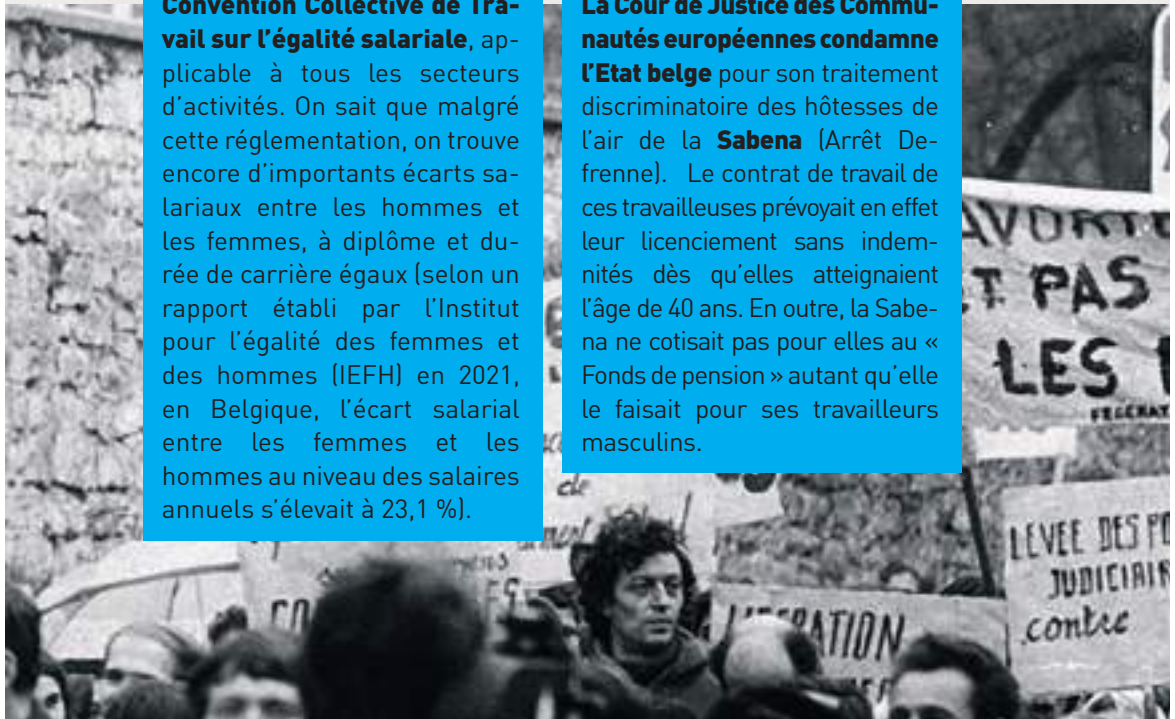 Convention Collective de Tra-
vail sur l'égalité salariale, ap-
plicable à tous les secteurs
d'activités. On sait que malgré
cette réglementation, on trouve
encore d'importants écarts sa-
lariaux entre les hommes et
les femmes, à diplôme et du-
rée de carrière égaux (selon un
rapport établi par l'Institut
pour l'égalité des femmes et
des hommes (IEFH) en 2021,
en Belgique, l'écart salarial
entre les femmes et les
hommes au niveau des salaires
annuels s'élevait à 23,1 %).
La Cour de Justice des Commu-
nautés européennes condamne
l'Etat belge pour son traitement
discriminatoire des hôtesses de
l'air de la Sabena (Arrêt De-
frenne). Le contrat de travail de
ces travailleuses prévoyait en effet
leur licenciement sans indem-
nités dès qu'elles atteignaient
l'âge de 40 ans. En outre, la Sabe-
na ne cotisait pas pour elles au «
Fonds de pension » autant qu'elle
le faisait pour ses travailleurs
masculins.
PAS
LES
de
LEVEE DES
JUDICIAIR
contre